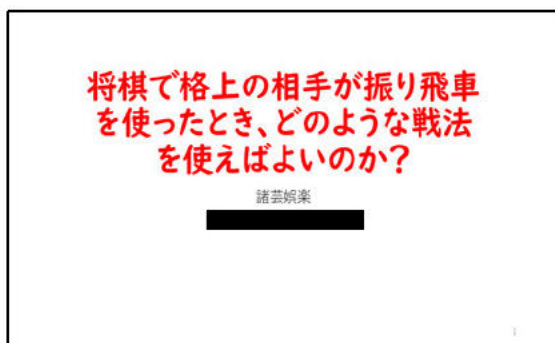 将棋で格上の相手が振り飛車
を使ったとき、どのような戦法
を使えばよいのか?
諸芸娯楽
1